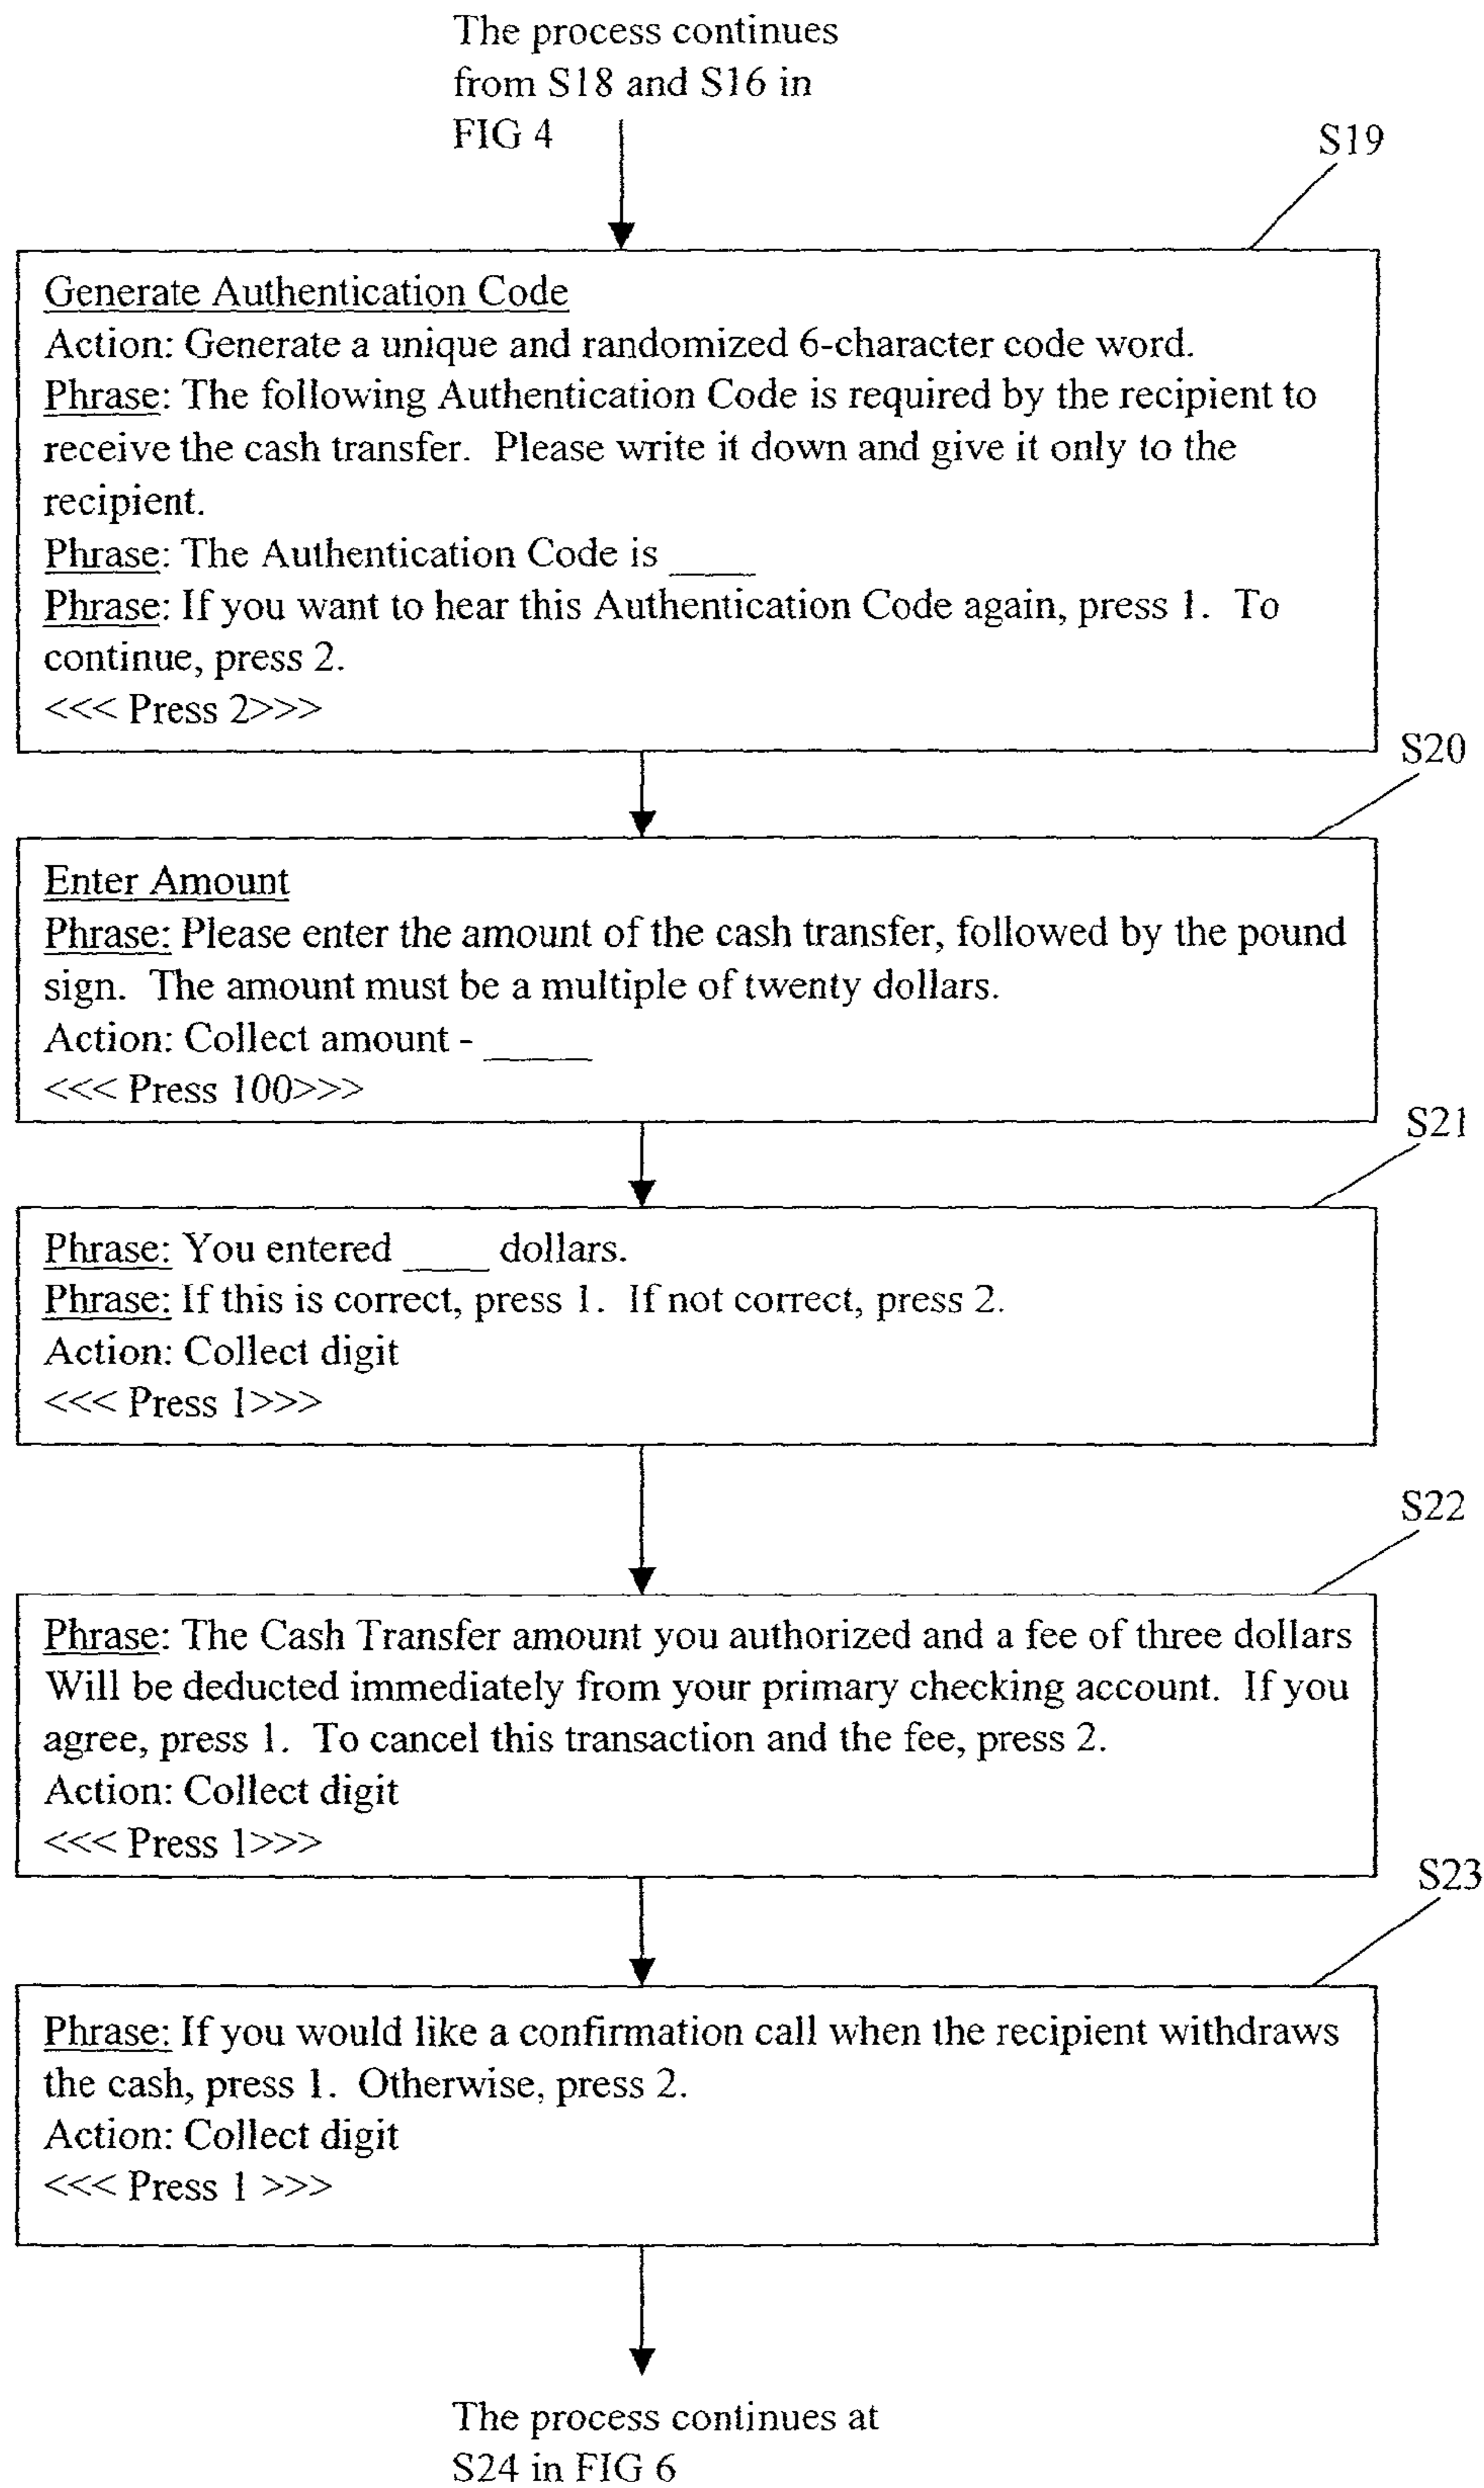 The process continues
from S18 and S16 in
FIG 4
S19
Generate Authentication Code
Action: Generate a unique and randomized 6-character code word.
Phrase: The following Authentication Code is required by the recipient to
receive the cash transfer. Please write it down and give it only to the
recipient.
Phrase: The Authentication Code is ____
Phrase: If you want to hear this Authentication Code again, press 1. To
continue, press 2.
<<< Press 2>>>
S20
Enter Amount
Phrase: Please enter the amount of the cash transfer, followed by the pound
sign. The amount must be a multiple of twenty dollars.
Action: Collect amount - _____
<<< Press 100>>>
S21
Phrase: You entered ____ dollars.
Phrase: If this is correct, press 1. If not correct, press 2.
Action: Collect digit
<<< Press 1>>>
S22
Phrase: The Cash Transfer amount you authorized and a fee of three dollars
Will be deducted immediately from your primary checking account. If you
agree, press 1. To cancel this transaction and the fee, press 2.
Action: Collect digit
<<< Press 1>>>
S23
Phrase: If you would like a confirmation call when the recipient withdraws
the cash, press 1. Otherwise, press 2.
Action: Collect digit
<<< Press 1 >>>
The process continues at
S24 in FIG 6